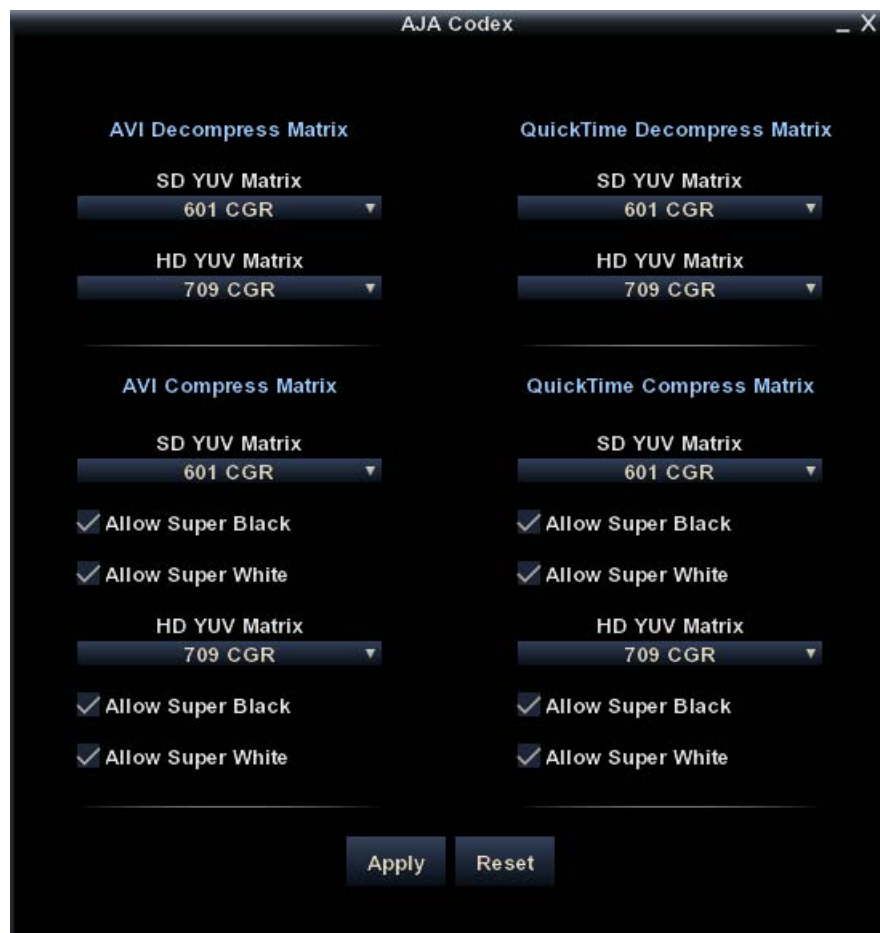 AJA Codex
_ X
AVI Decompress Matrix
SD YUV Matrix
601 CGR
HD YUV Matrix
709 CGR
QuickTime Decompress Matrix
SD YUV Matrix
601 CGR
HD YUV Matrix
709 CGR
AVI Compress Matrix
SD YUV Matrix
601 CGR
Allow Super Black
Allow Super White
HD YUV Matrix
709 CGR
Allow Super Black
Allow Super White
QuickTime Compress Matrix
SD YUV Matrix
601 CGR
Allow Super Black
Allow Super White
HD YUV Matrix
709 CGR
Allow Super Black
Allow Super White
Apply
Reset